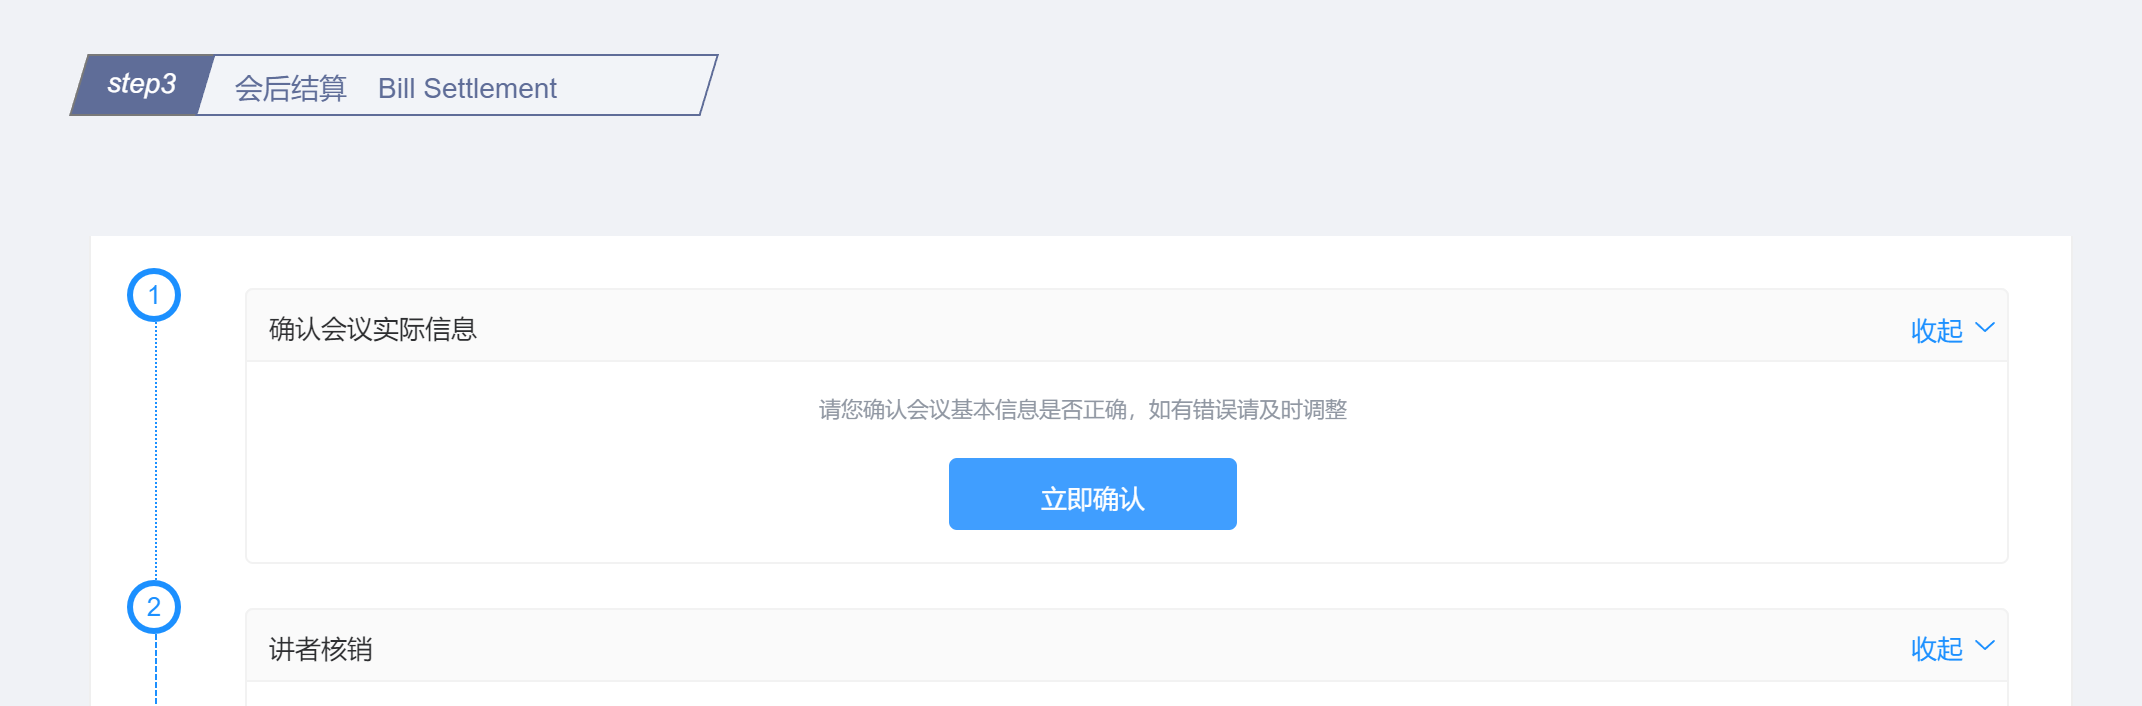 step3 会后结算 Bill Settlement
1
确认会议实际信息 收起
请您确认会议基本信息是否正确，如有错误请及时调整
立即确认
2
讲者核销 收起